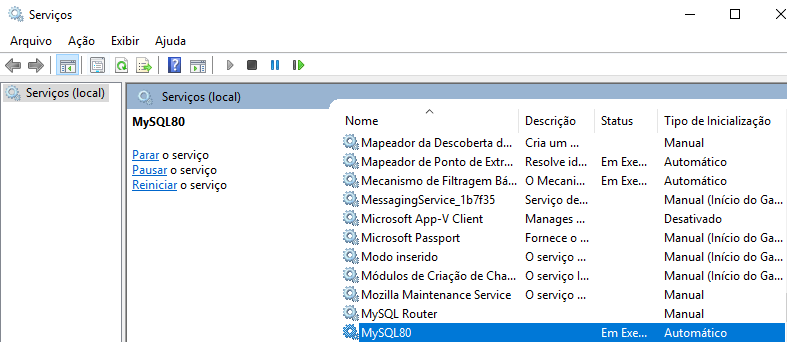 Serviços
Arquivo Ação Exibir Ajuda
Serviços (local)
Serviços (local)
MySQL80
Parar o serviço
Pausar o serviço
Reiniciar o serviço
Nome Descrição Status Tipo de Inicialização
Mapeador da Descoberta d... Cria um ... Manual
Mapeador de Ponto de Extr... Resolve id... Em Exe... Automático
Mecanismo de Filtragem Bá... O Mecani... Em Exe... Automático
MessagingService_1b7f35 Serviço de... Manual (Início do Ga...
Microsoft App-V Client Manages ... Desativado
Microsoft Passport Fornece o ... Manual (Início do Ga...
Modo inserido O serviço ... Manual (Início do Ga...
Módulos de Criação de Cha... O serviço I... Manual (Início do Ga...
Mozilla Maintenance Service O serviço ... Manual
MySQL Router Manual
MySQL80 Em Exe... Automático